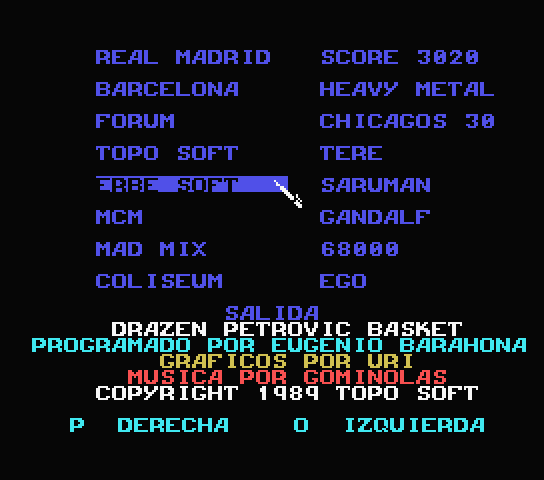 REAL MADRID SCORE 3020
BARCELONA HEAVY METAL
FORUM CHICAGOS 30
TOPO SOFT TERE
ERBE SOFT SARUMAN
MCM GANDALF
MAD MIX 68000
COLISEUM EGO
SALIDA
DRAZEN PETROVIC BASKET
PROGRAMADO POR EUGENIO BARAHONA
GRAFICOS POR URI
MUSICA POR GOMINOLAS
COPYRIGHT 1989 TOPO SOFT
P DERECHA O IZQUIERDA